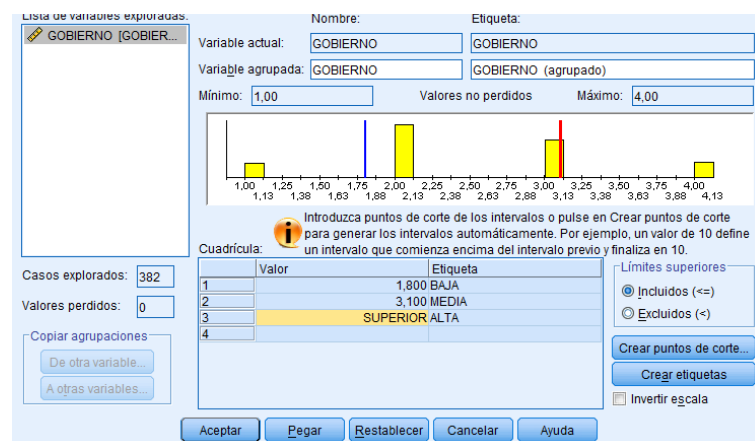 Lista de variables exploradas:
GOBIERNO [GOBIER...
Nombre:
Etiqueta:
Variable actual:
GOBIERNO
GOBIERNO
Variable agrupada:
GOBIERNO
GOBIERNO (agrupado)
Mínimo:
1,00
Valores no perdidos
Máximo:
4,00
1,00 1,25 1,50 1,75 2,00 2,25 2,50 2,75 3,00 3,25 3,50 3,75 4,00
1,13 1,38 1,63 1,88 2,13 2,38 2,63 2,88 3,13 3,38 3,63 3,88 4,13
Introduzca puntos de corte de los intervalos o pulse en Crear puntos de corte
para generar los intervalos automáticamente. Por ejemplo, un valor de 10 define
un intervalo que comienza encima del intervalo previo y finaliza en 10.
Cuadrícula:
Valor Etiqueta
1 1,800 BAJA
2 3,100 MEDIA
3 SUPERIOR ALTA
4
Casos explorados: 382
Valores perdidos: 0
Copiar agrupaciones
De otra variable...
A otras variables...
Límites superiores
Incluidos (<=)
Excluidos (<)
Crear puntos de corte...
Crear etiquetas
Invertir escala
Aceptar Pegar Restablecer Cancelar Ayuda